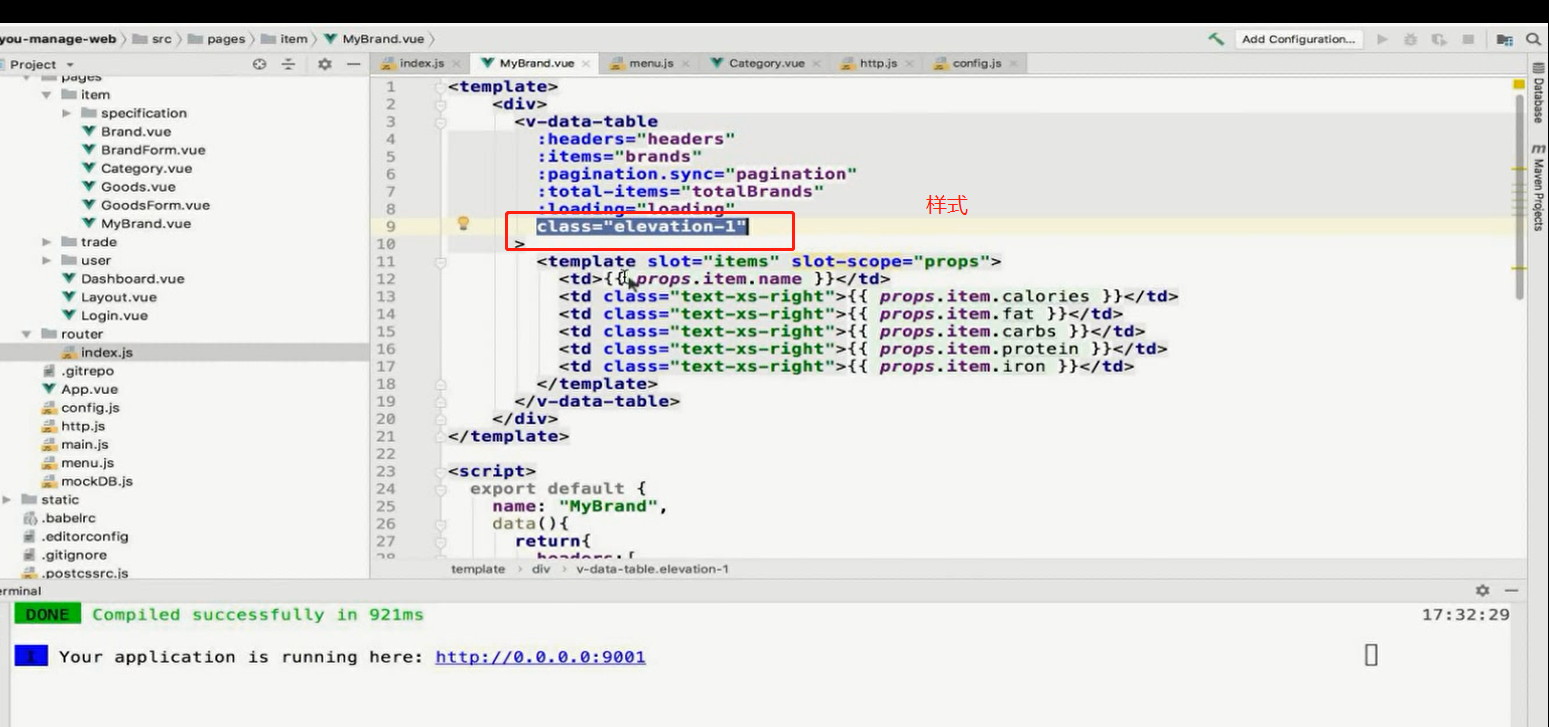 you-manage-web src pages item MyBrand.vue Add Configuration...
Project index.js MyBrand.vue menu.js Category.vue http.js config.js
pages
item
specification
Brand.vue
BrandForm.vue
Category.vue
Goods.vue
GoodsForm.vue
MyBrand.vue
trade
user
Dashboard.vue
Layout.vue
Login.vue
router
index.js
.gitrepo
App.vue
config.js
http.js
main.js
menu.js
mockDB.js
static
.babelrc
.editorconfig
.gitignore
.postcssrc.js
1 <template>
2 <div>
3 <v-data-table
4 :headers="headers"
5 :items="brands"
6 :pagination.sync="pagination"
7 :total-items="totalBrands"
8 :loading="loading"
样式
9 class="elevation-1"
10 >
11 <template slot="items" slot-scope="props">
12 <td>{{ props.item.name }}</td>
13 <td class="text-xs-right">{{ props.item.calories }}</td>
14 <td class="text-xs-right">{{ props.item.fat }}</td>
15 <td class="text-xs-right">{{ props.item.carbs }}</td>
16 <td class="text-xs-right">{{ props.item.protein }}</td>
17 <td class="text-xs-right">{{ props.item.iron }}</td>
18 </template>
19 </v-data-table>
20 </div>
21 </template>
22
23 <script>
24 export default {
25 name: "MyBrand",
26 data(){
27 return{
28 headers:[
template div v-data-table.elevation-1
Database
m Maven Projects
erminal
DONE Compiled successfully in 921ms 17:32:29
I Your application is running here: http://0.0.0.0:9001